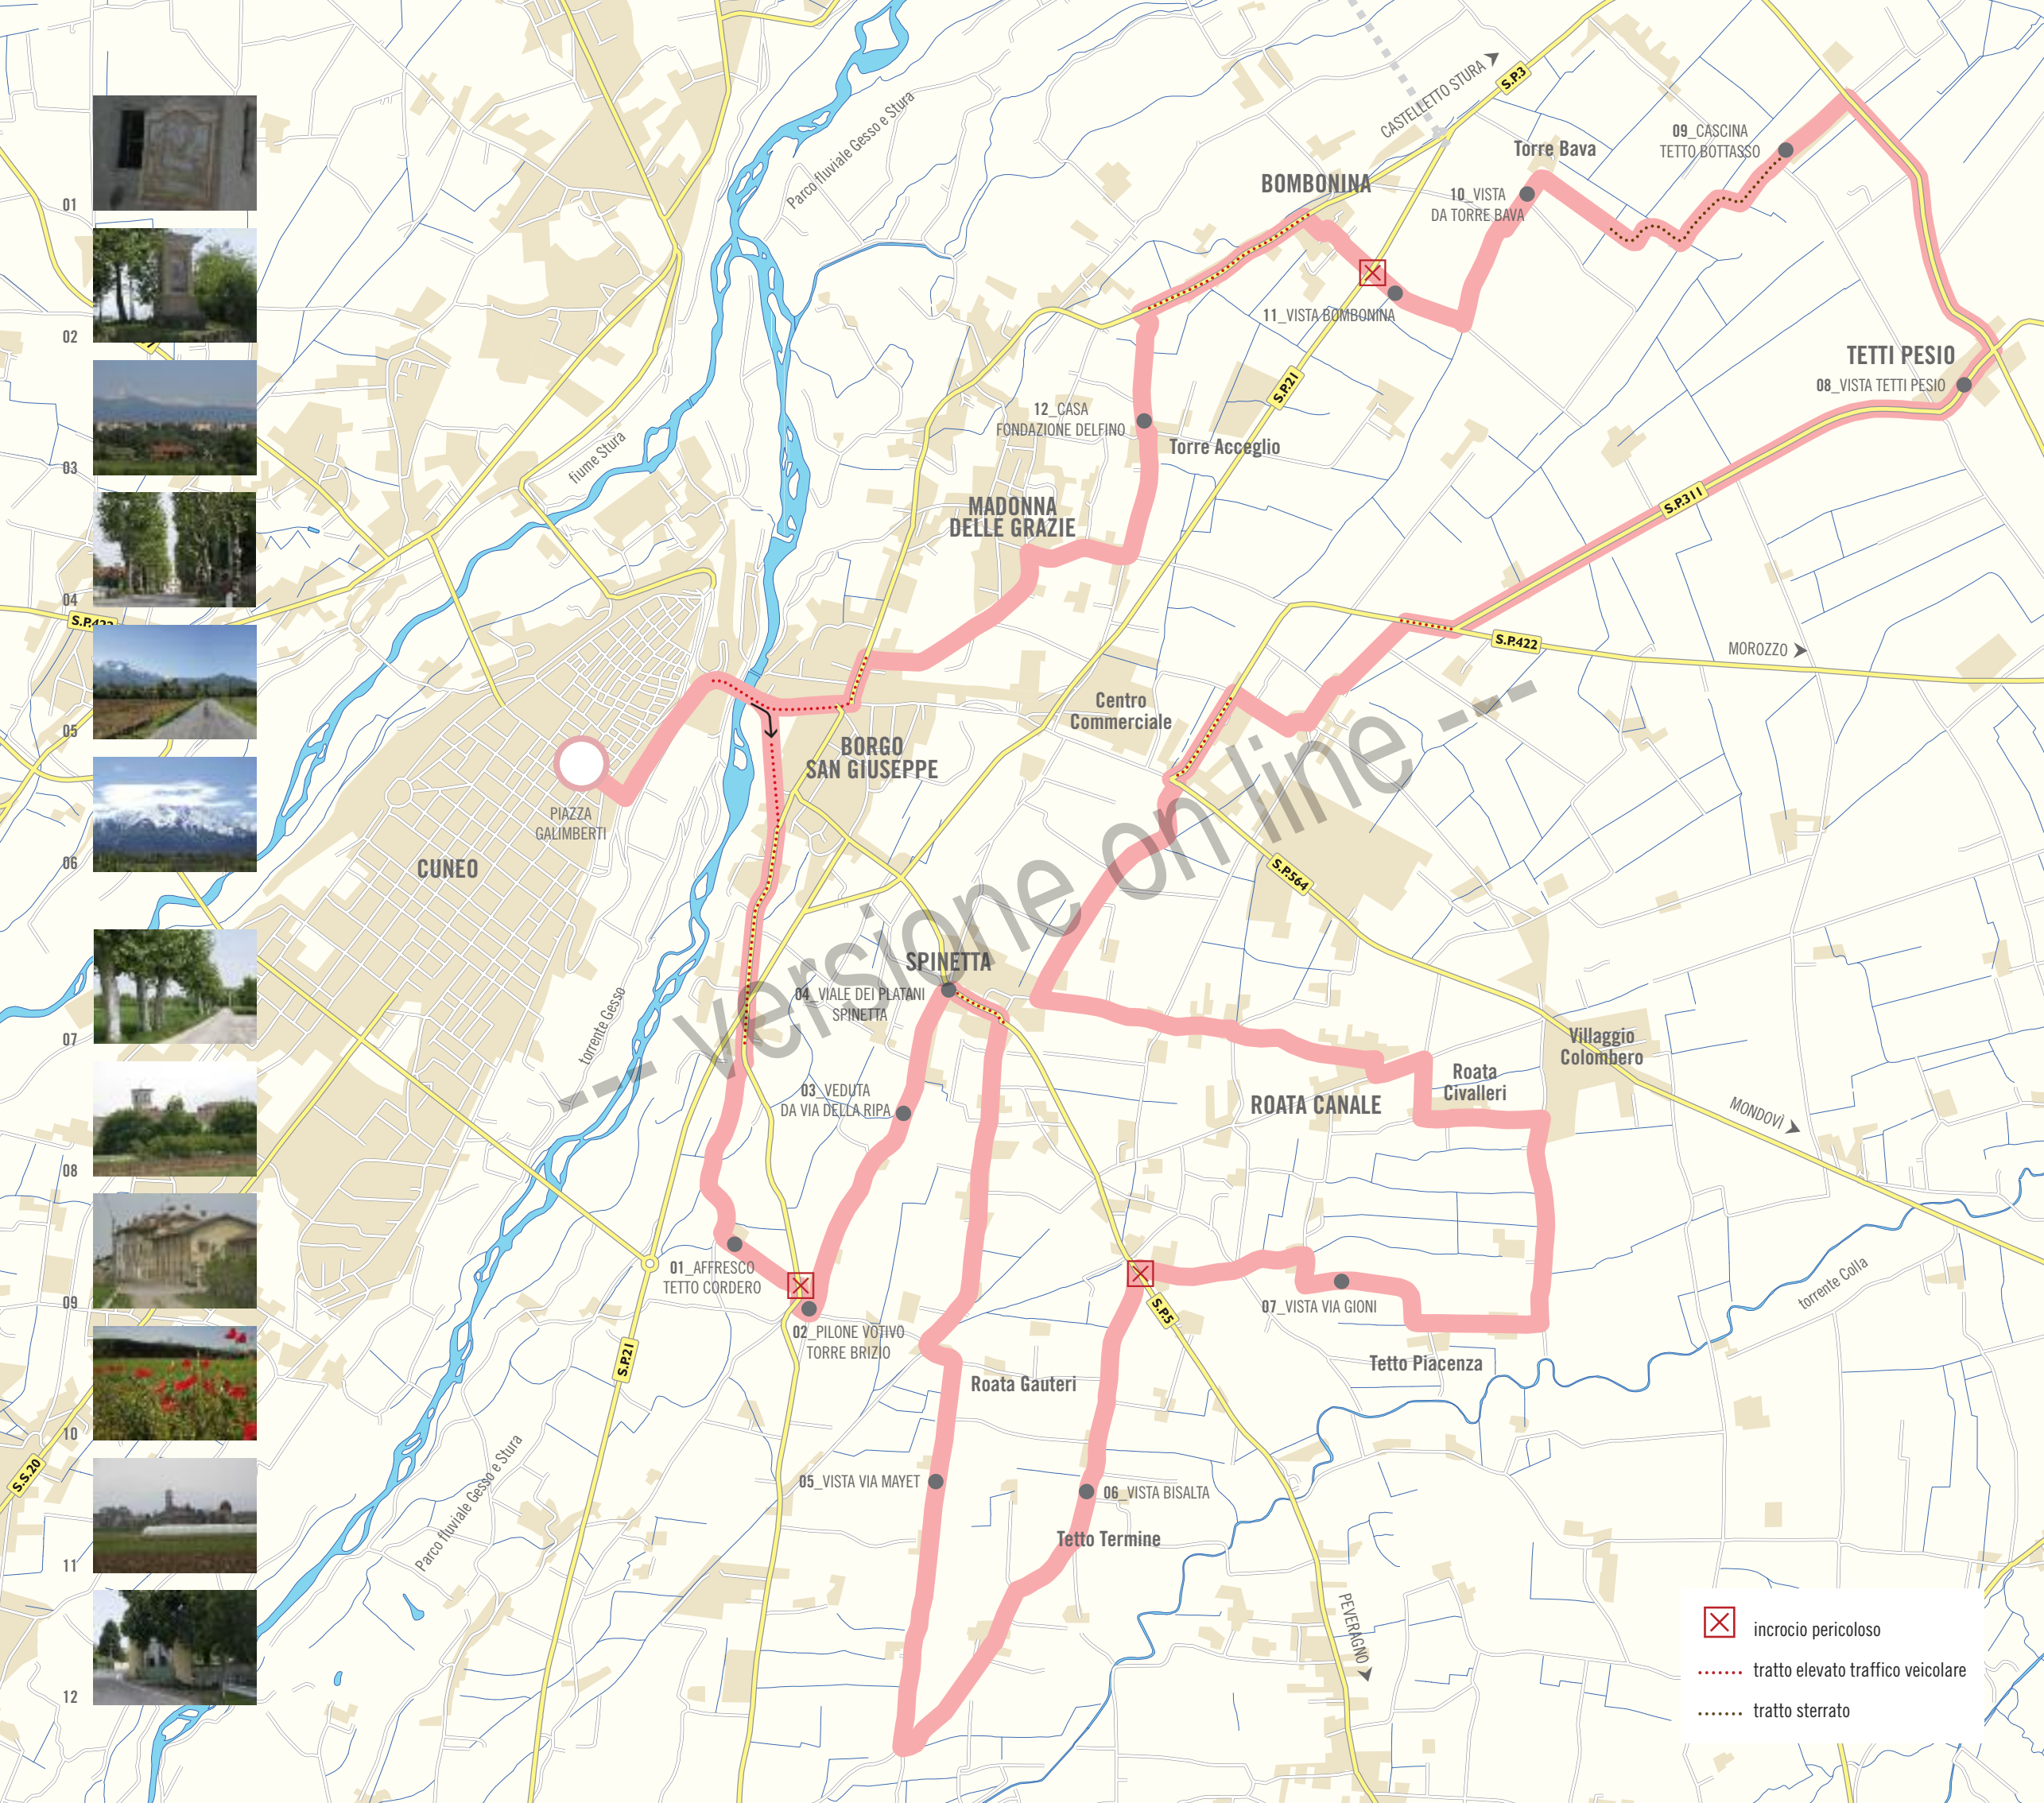 01
02
03
04
05
06
07
08
09
10
11
12
CASTELLETTO STURA
S.P.3
Parco fluviale Gesso e Stura
BOMBONINA
Torre Bava
09_CASCINA
TETTO BOTTASSO
10_VISTA
DA TORRE BAVA
11_VISTA BOMBONINA
TETTI PESIO
08_VISTA TETTI PESIO
S.P.21
12_CASA
FONDAZIONE DELFINO
Torre Acceglio
fiume Stura
MADONNA
DELLE GRAZIE
S.P.311
S.P.422
S.P.422
MOROZZO
Centro
Commerciale
BORGO
SAN GIUSEPPE
PIAZZA
GALIMBERTI
CUNEO
S.P.564
--- versione on line ---
SPINETTA
04_VIALE DEI PLATANI
SPINETTA
torrente Gesso
Villaggio
Colombero
Roata
Civalleri
ROATA CANALE
MONDOVÌ
03_VEDUTA
DA VIA DELLA RIPA
01_AFFRESCO
TETTO CORDERO
02_PILONE VOTIVO
TORRE BRIZIO
07_VISTA VIA GIONI
S.P.5
torrente Colla
Tetto Piacenza
S.P.21
Roata Gauteri
S.S.20
Parco fluviale Gesso e Stura
05_VISTA VIA MAYET
06_VISTA BISALTA
Tetto Termine
PEVERAGNO
incrocio pericoloso
tratto elevato traffico veicolare
tratto sterrato